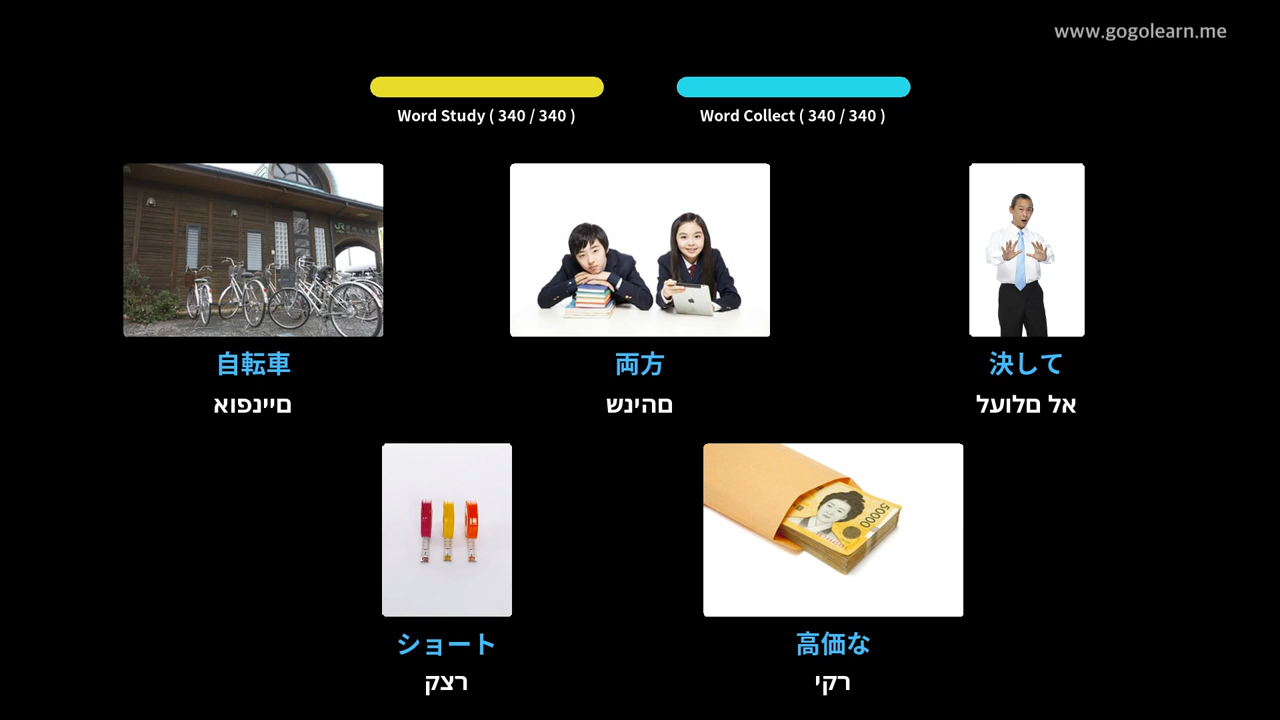 www.gogolearn.me
Word Study ( 340 / 340 )
Word Collect ( 340 / 340 )
自転車
אופניים
両方
שניהם
決して
לעולם לא
ショート
קצר
高価な
יקר